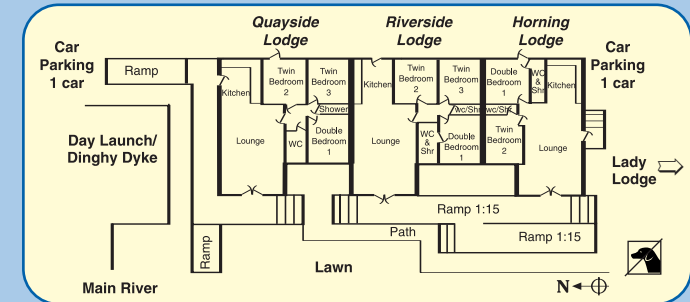 Quayside
Lodge
Riverside
Lodge
Horning
Lodge
Car
Parking
1 car
Car
Parking
1 car
Ramp
Kitchen
Twin
Bedroom
2
Twin
Bedroom
3
Shower
Lounge
WC
Double
Bedroom
1
Kitchen
Twin
Bedroom
2
Twin
Bedroom
3
wc/Shr
Lounge
WC
&
Shr
Double
Bedroom
1
Double
Bedroom
1
WC
&
Shr
Kitchen
wc/Shr
Twin
Bedroom
2
Lounge
Day Launch/
Dinghy Dyke
Lady
Lodge
Ramp 1:15
Path
Ramp 1:15
Ramp
Lawn
Main River
N